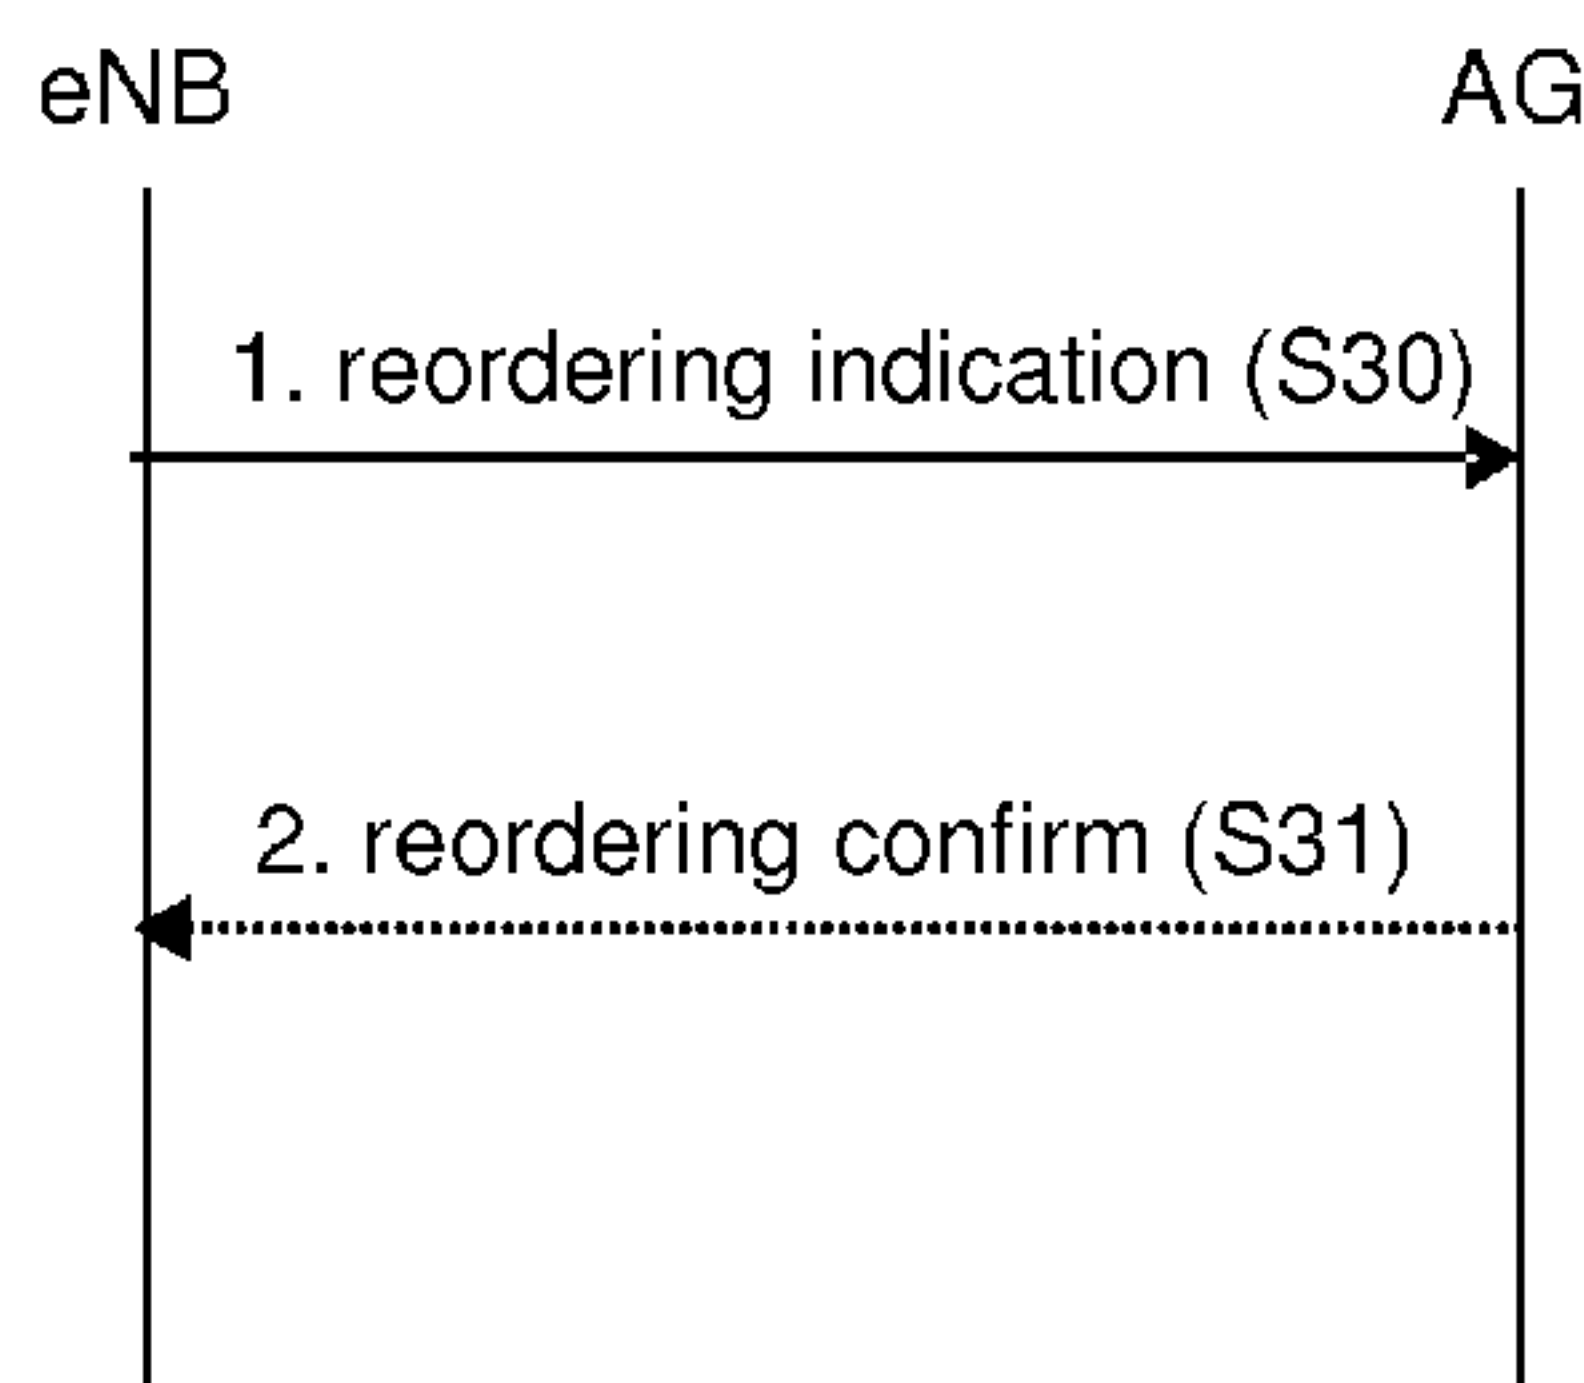 eNB AG
1. reordering indication (S30)
2. reordering confirm (S31)